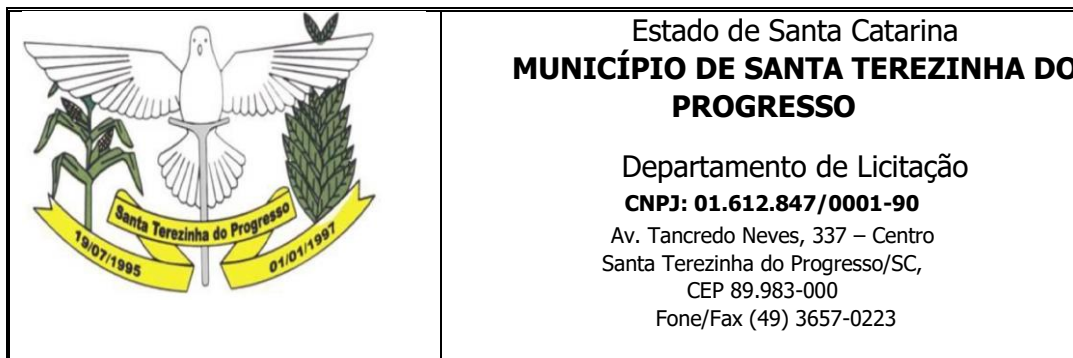 Santa Terezinha do Progresso
19/07/1995
01/01/1997
Estado de Santa Catarina
MUNICÍPIO DE SANTA TEREZINHA DO
PROGRESSO
Departamento de Licitação
CNPJ: 01.612.847/0001-90
Av. Tancredo Neves, 337 – Centro
Santa Terezinha do Progresso/SC,
CEP 89.983-000
Fone/Fax (49) 3657-0223